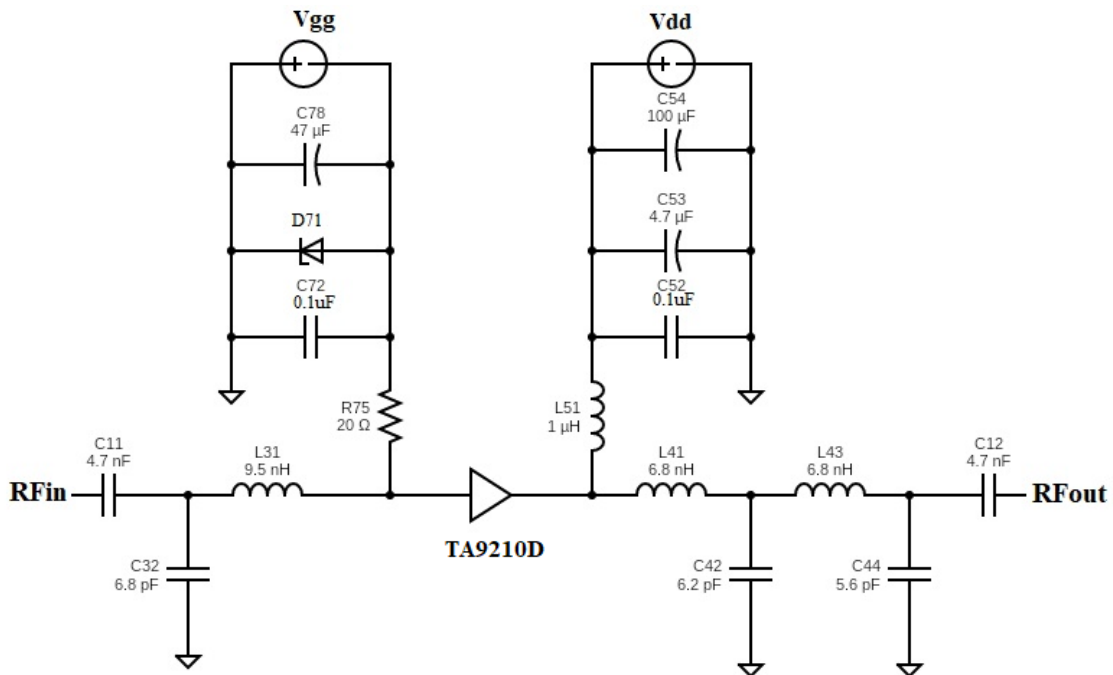 Vgg
Vdd
C78
47 µF
C54
100 µF
D71
C53
4.7 µF
C72
0.1uF
C52
0.1uF
R75
20 Ω
L51
1 µH
C11
4.7 nF
L31
9.5 nH
L41
6.8 nH
L43
6.8 nH
C12
4.7 nF
RFin
RFout
TA9210D
C32
6.8 pF
C42
6.2 pF
C44
5.6 pF